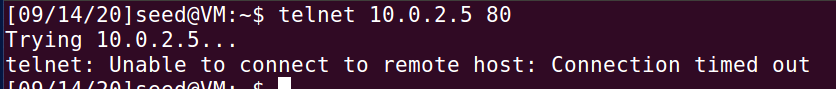 [09/14/20]seed@VM:~$ telnet 10.0.2.5 80
Trying 10.0.2.5...
telnet: Unable to connect to remote host: Connection timed out
[09/14/20]seed@VM:~$